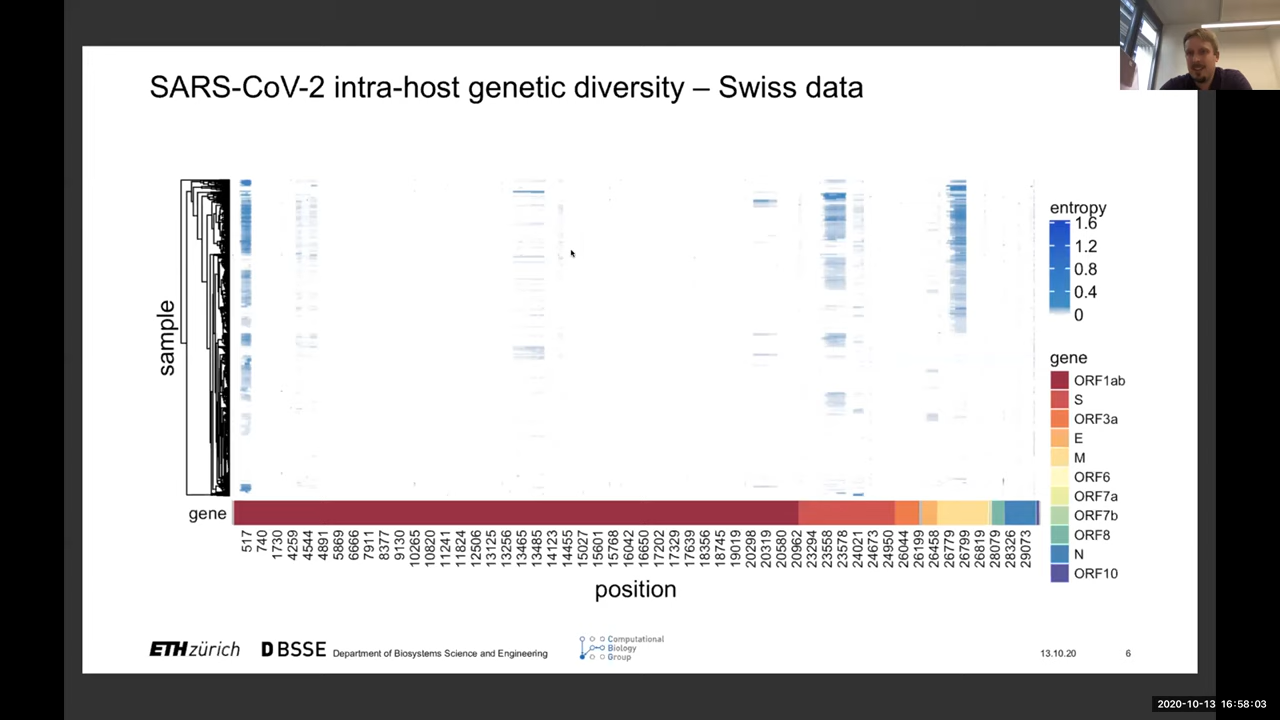 SARS-CoV-2 intra-host genetic diversity – Swiss data
sample
entropy
1.6
1.2
0.8
0.4
0
gene
ORF1ab
S
ORF3a
E
M
ORF6
ORF7a
ORF7b
ORF8
N
ORF10
gene
517 740 1730 4259 4544 4891 5869 6666 7911 8377 9130 10265 10820 11241 11824 12506 13125 13256 13465 13485 14123 14455 15027 15601 15768 16042 16650 17202 17329 17639 18356 18745 19019 20298 20319 20580 20962 23294 23558 23578 24021 24673 24950 26044 26199 26458 26779 26799 26819 28079 28326 29073
position
ETH zürich D BSSE Department of Biosystems Science and Engineering
Computational
Biology
Group
13.10.20 6
2020-10-13 16:58:03